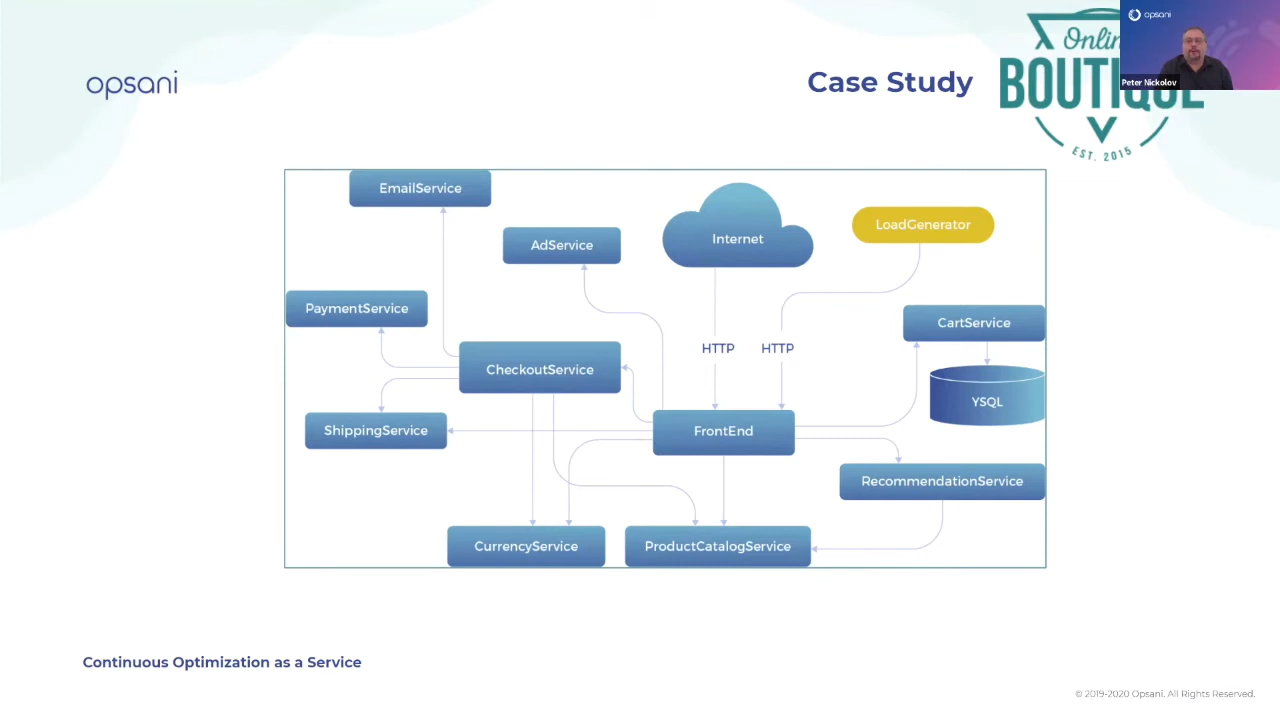 opsani
Case Study
Onlin
BOUTIQUE
EST. 2015
opsani
Peter Nickolov
EmailService
AdService
Internet
LoadGenerator
PaymentService
CartService
HTTP
HTTP
CheckoutService
YSQL
ShippingService
FrontEnd
RecommendationService
CurrencyService
ProductCatalogService
Continuous Optimization as a Service
© 2019-2020 Opsani. All Rights Reserved.